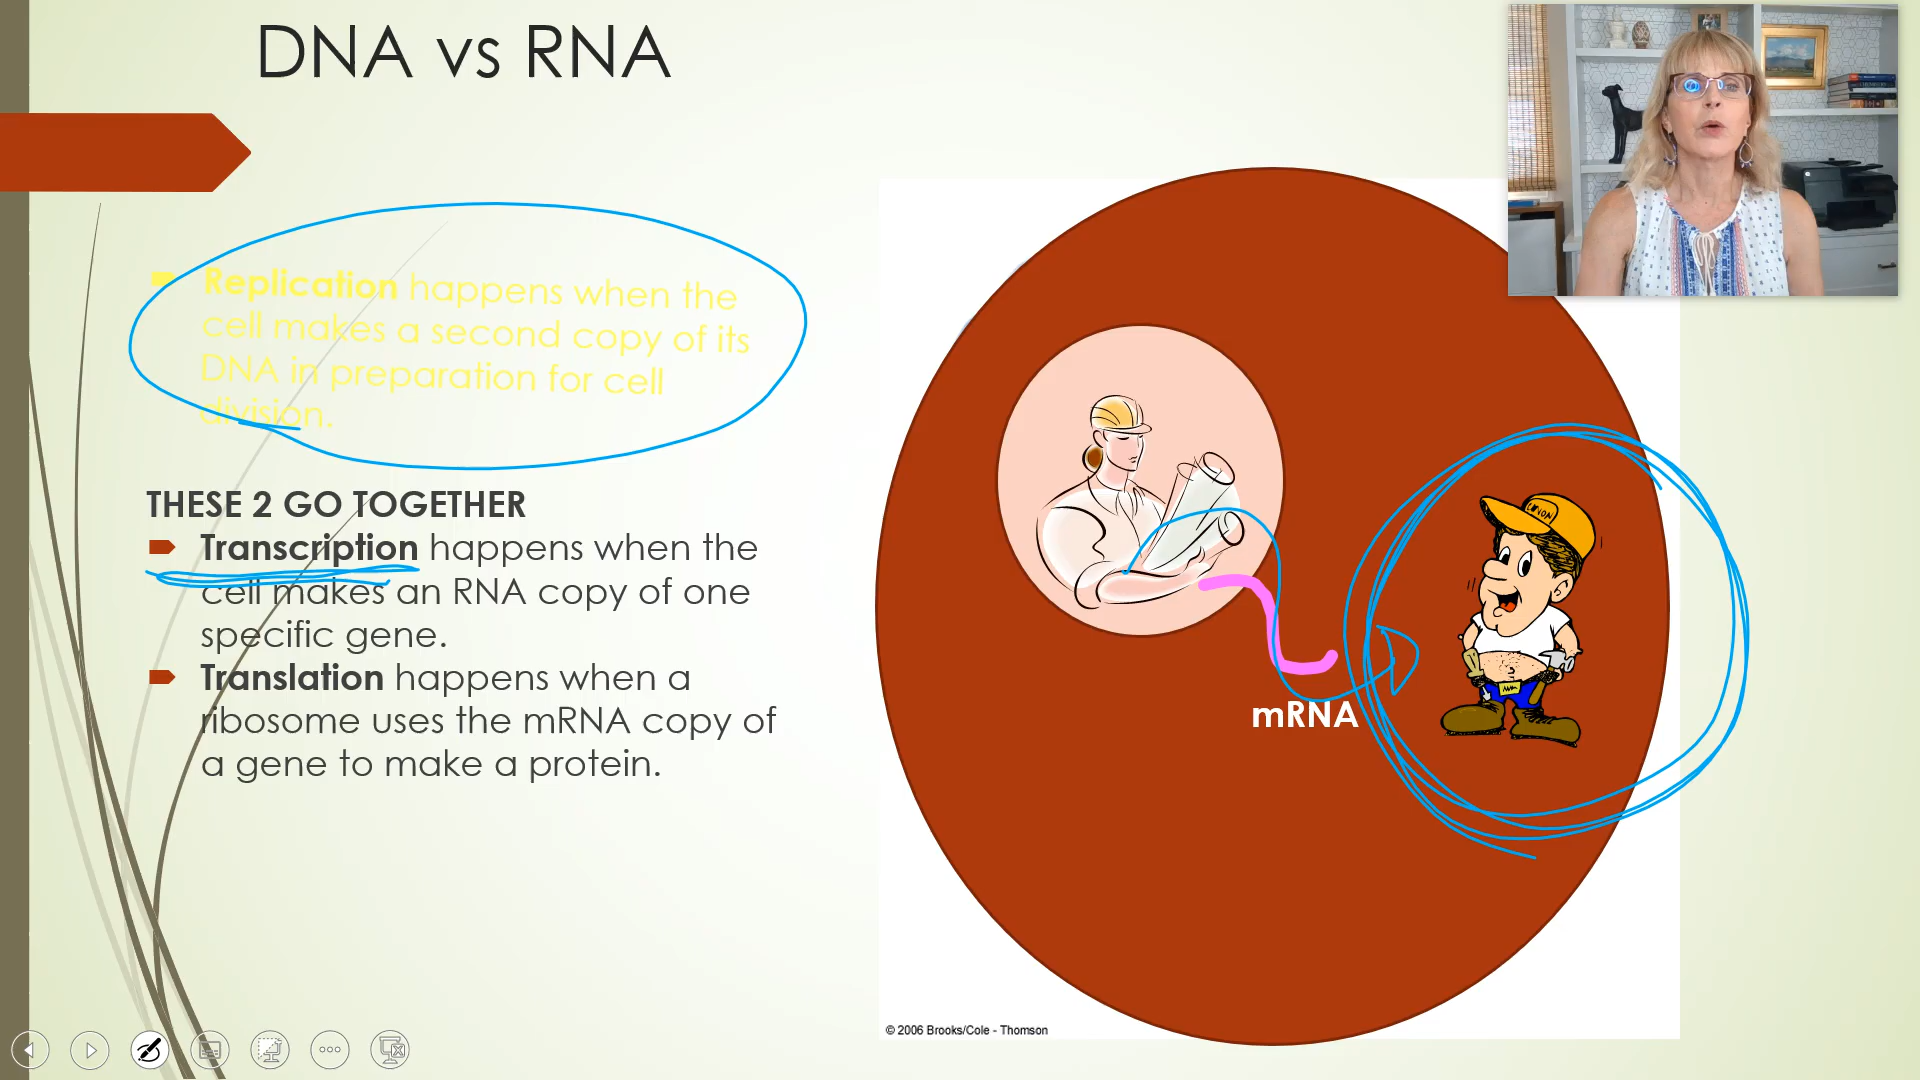 DNA vs RNA
Replication happens when the
cell makes a second copy of its
DNA in preparation for cell
division.
THESE 2 GO TOGETHER
Transcription happens when the
cell makes an RNA copy of one
specific gene.
Translation happens when a
ribosome uses the mRNA copy of
a gene to make a protein.
UNION
mRNA
© 2006 Brooks/Cole - Thomson